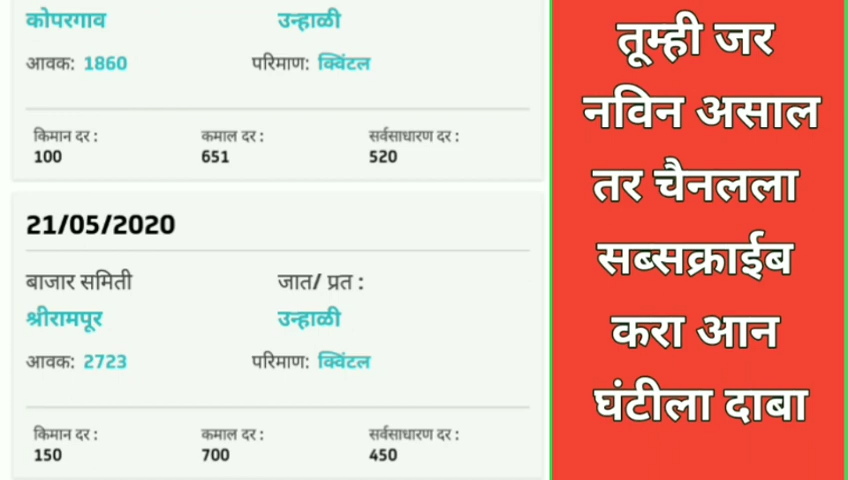 कोपरगाव उन्हाळी
आवक: 1860 परिमाण: क्विंटल
किमान दर : कमाल दर : सर्वसाधारण दर :
100 651 520
21/05/2020
बाजार समिती जात/ प्रत :
श्रीरामपूर उन्हाळी
आवक: 2723 परिमाण: क्विंटल
किमान दर : कमाल दर : सर्वसाधारण दर :
150 700 450
तूम्ही जर
नविन असाल
तर चैनलला
सब्सक्राईब
करा आन
घंटीला दाबा